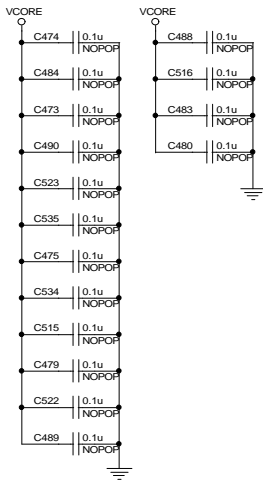 VCORE
C474 0.1u
NOPOP
C484 0.1u
NOPOP
C473 0.1u
NOPOP
C490 0.1u
NOPOP
C523 0.1u
NOPOP
C535 0.1u
NOPOP
C475 0.1u
NOPOP
C534 0.1u
NOPOP
C515 0.1u
NOPOP
C479 0.1u
NOPOP
C522 0.1u
NOPOP
C489 0.1u
NOPOP
VCORE
C488 0.1u
NOPOP
C516 0.1u
NOPOP
C483 0.1u
NOPOP
C480 0.1u
NOPOP